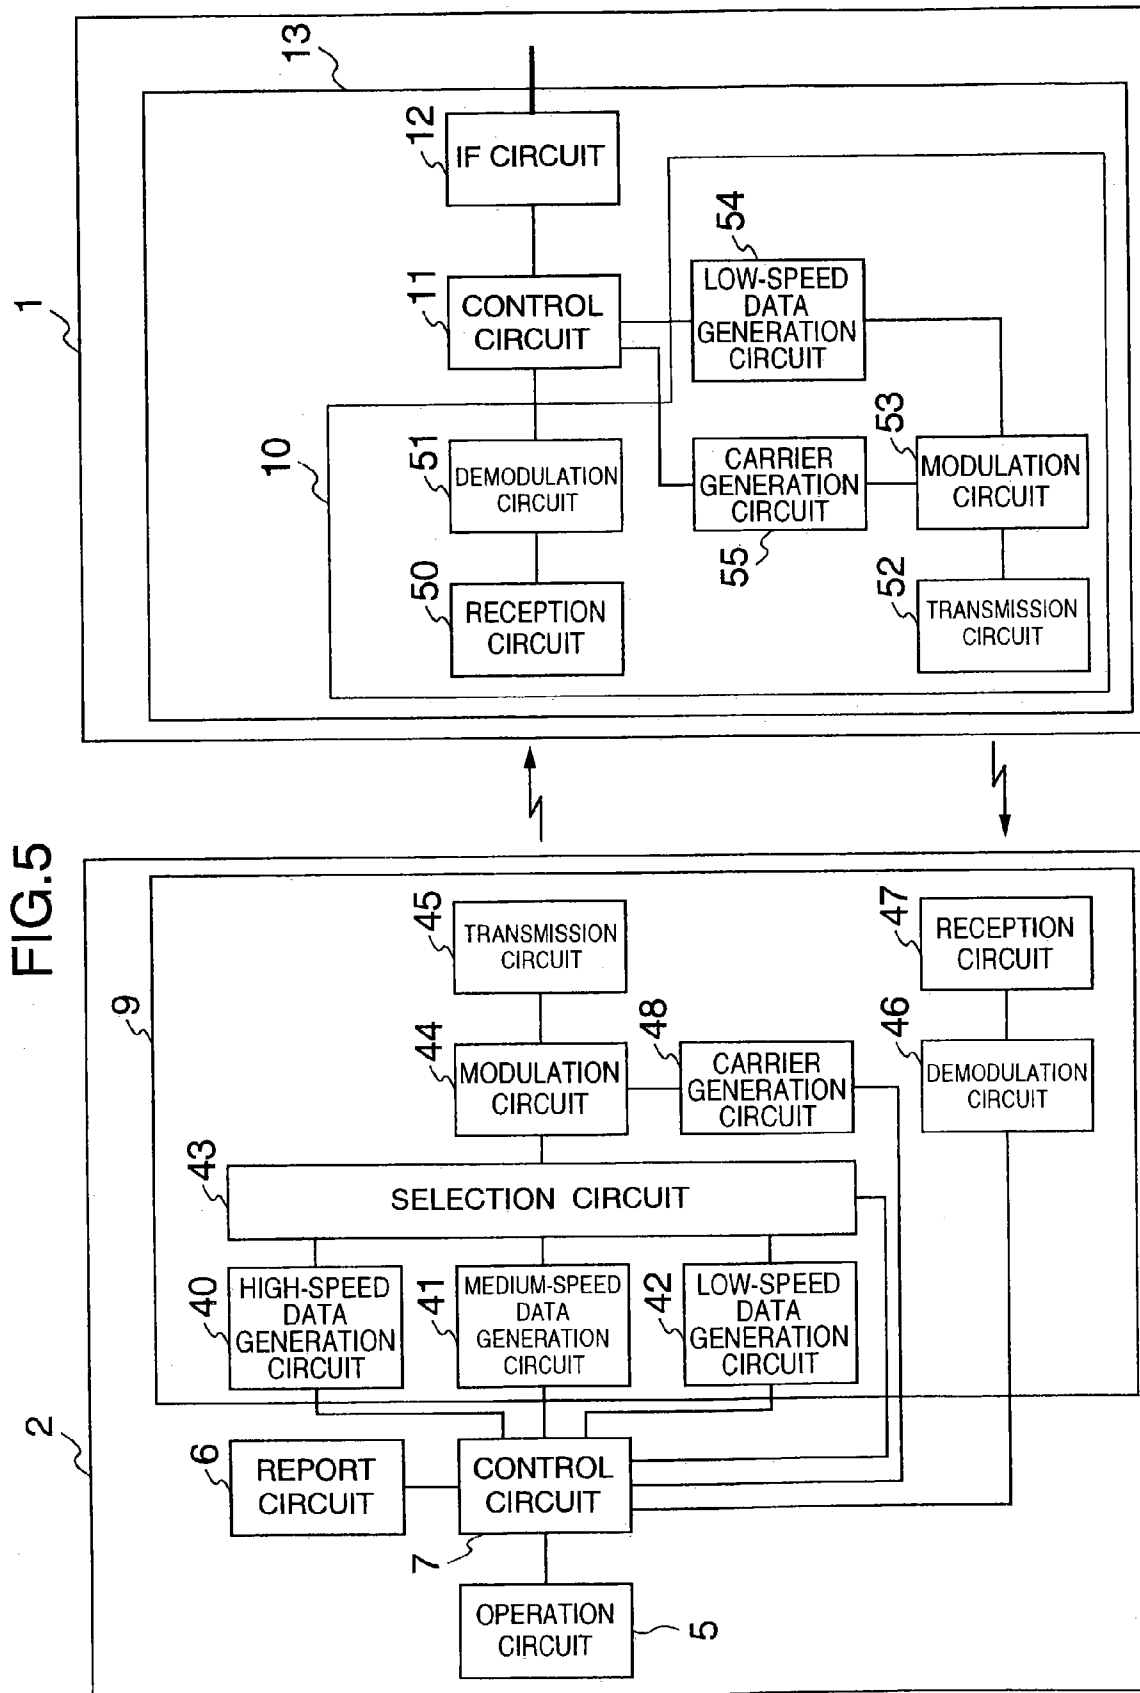 FIG.5
2
9
6
REPORT
CIRCUIT
7
CONTROL
CIRCUIT
OPERATION
CIRCUIT
5
40
HIGH-SPEED
DATA
GENERATION
CIRCUIT
41
MEDIUM-SPEED
DATA
GENERATION
CIRCUIT
42
LOW-SPEED
DATA
GENERATION
CIRCUIT
43
SELECTION CIRCUIT
44
MODULATION
CIRCUIT
45
TRANSMISSION
CIRCUIT
48
CARRIER
GENERATION
CIRCUIT
46
DEMODULATION
CIRCUIT
47
RECEPTION
CIRCUIT
1
13
10
50
RECEPTION
CIRCUIT
51
DEMODULATION
CIRCUIT
11
CONTROL
CIRCUIT
12
IF CIRCUIT
54
LOW-SPEED
DATA
GENERATION
CIRCUIT
CARRIER
GENERATION
CIRCUIT
55
53
MODULATION
CIRCUIT
52
TRANSMISSION
CIRCUIT